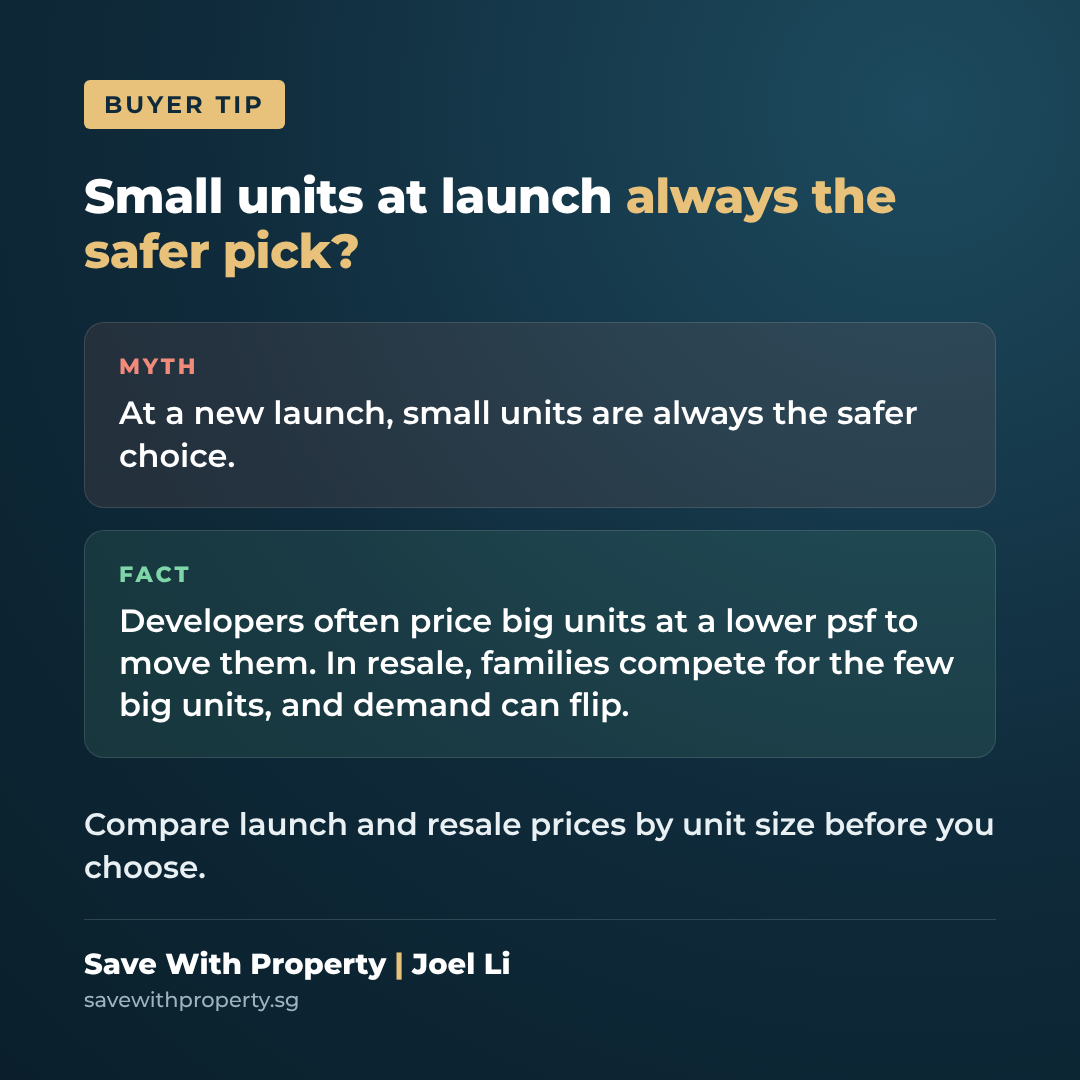 BUYER TIP
Small units at launch always the
safer pick?
MYTH
At a new launch, small units are always the safer
choice.
FACT
Developers often price big units at a lower psf to
move them. In resale, families compete for the few
big units, and demand can flip.
Compare launch and resale prices by unit size before you
choose.
Save With Property | Joel Li
savewithproperty.sg